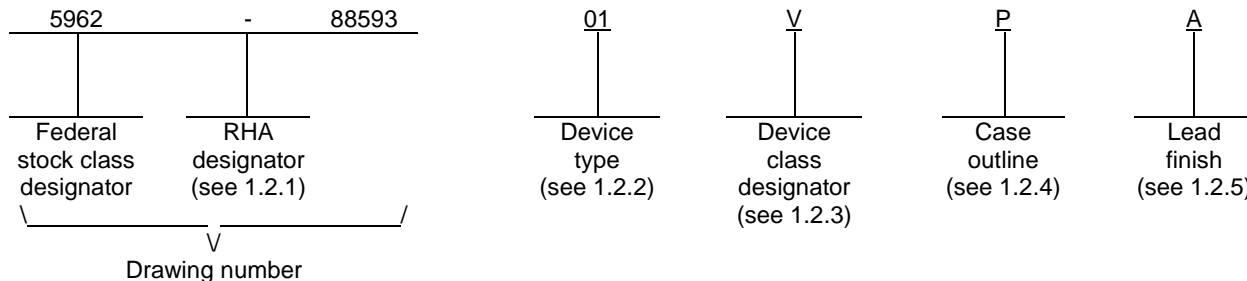 5962 - 88593 01 V P A
Federal stock class designator
RHA designator (see 1.2.1)
Device type (see 1.2.2)
Device class designator (see 1.2.3)
Case outline (see 1.2.4)
Lead finish (see 1.2.5)
\ /
\/
Drawing number